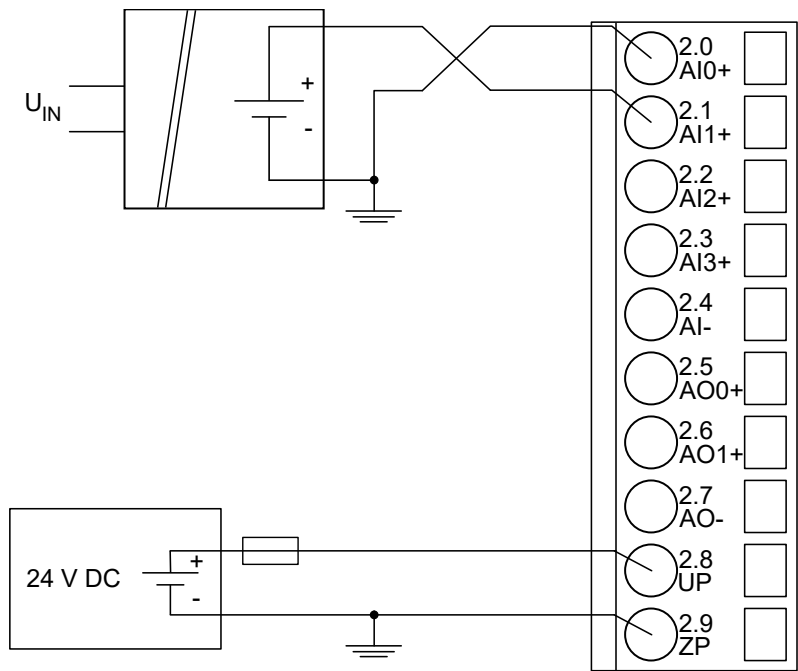 U_IN
+
-
2.0
AI0+
2.1
AI1+
2.2
AI2+
2.3
AI3+
2.4
AI-
2.5
AO0+
2.6
AO1+
2.7
AO-
24 V DC
+
-
2.8
UP
2.9
ZP